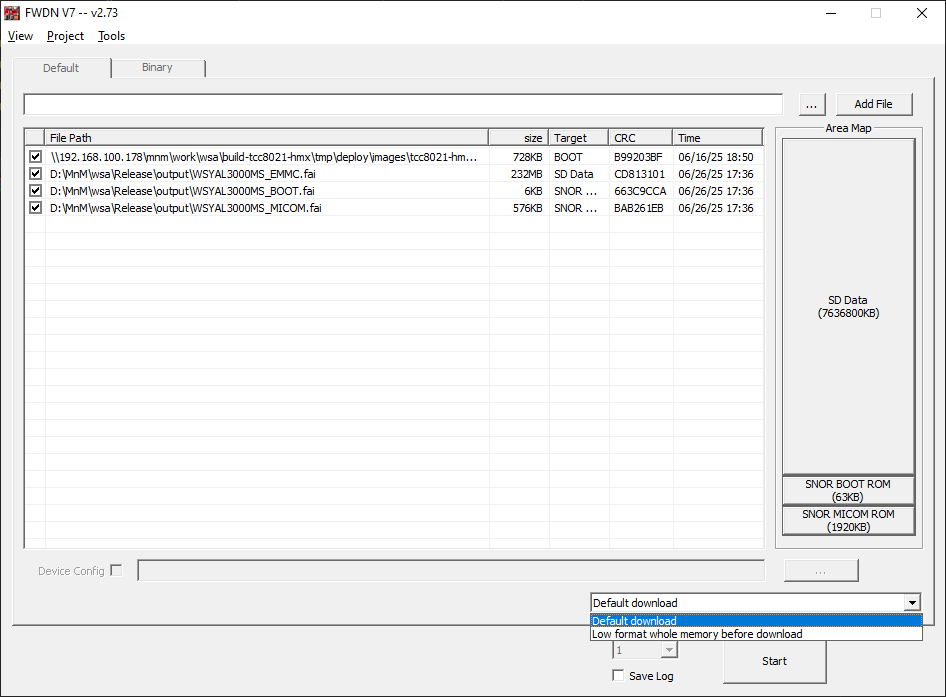 FWDN V7 -- v2.73
View Project Tools
Default Binary
... Add File
File Path size Target CRC Time
\\192.168.100.178\mnm\work\wsa\build-tcc8021-hmx\tmp\deploy\images\tcc8021-hm... 728KB BOOT B99203BF 06/16/25 18:50
D:\MnM\wsa\Release\output\WSYAL3000MS_EMMC.fai 232MB SD Data CD813101 06/26/25 17:36
D:\MnM\wsa\Release\output\WSYAL3000MS_BOOT.fai 6KB SNOR ... 663C9CCA 06/26/25 17:36
D:\MnM\wsa\Release\output\WSYAL3000MS_MICOM.fai 576KB SNOR ... BAB261EB 06/26/25 17:36
Area Map
SD Data
(7636800KB)
SNOR BOOT ROM
(63KB)
SNOR MICOM ROM
(1920KB)
Device Config ...
Default download
Default download
Low format whole memory before download
1
Start
Save Log